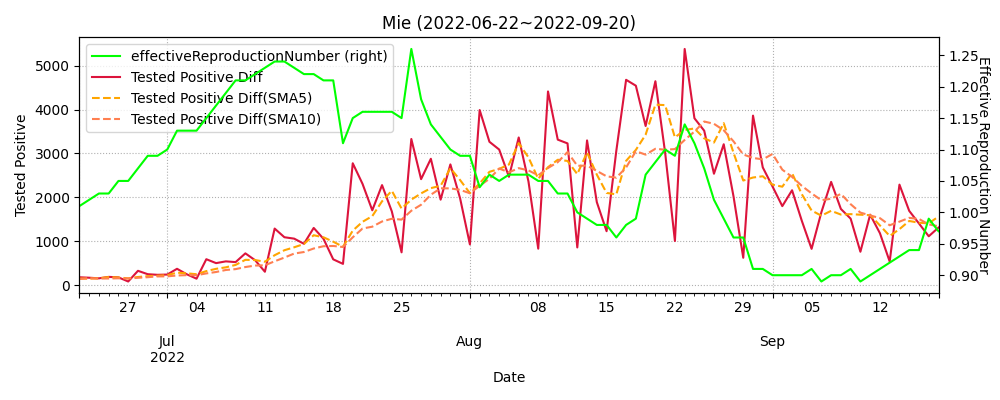 Mie (2022-06-22~2022-09-20)
effectiveReproductionNumber (right)
Tested Positive Diff
Tested Positive Diff(SMA5)
Tested Positive Diff(SMA10)
Tested Positive
5000
4000
3000
2000
1000
0
1.25
1.20
1.15
1.10
1.05
1.00
0.95
0.90
Effective Reproduction Number
27 04 11 18 25 08 15 22 29 05 12
Jul Aug Sep
2022
Date